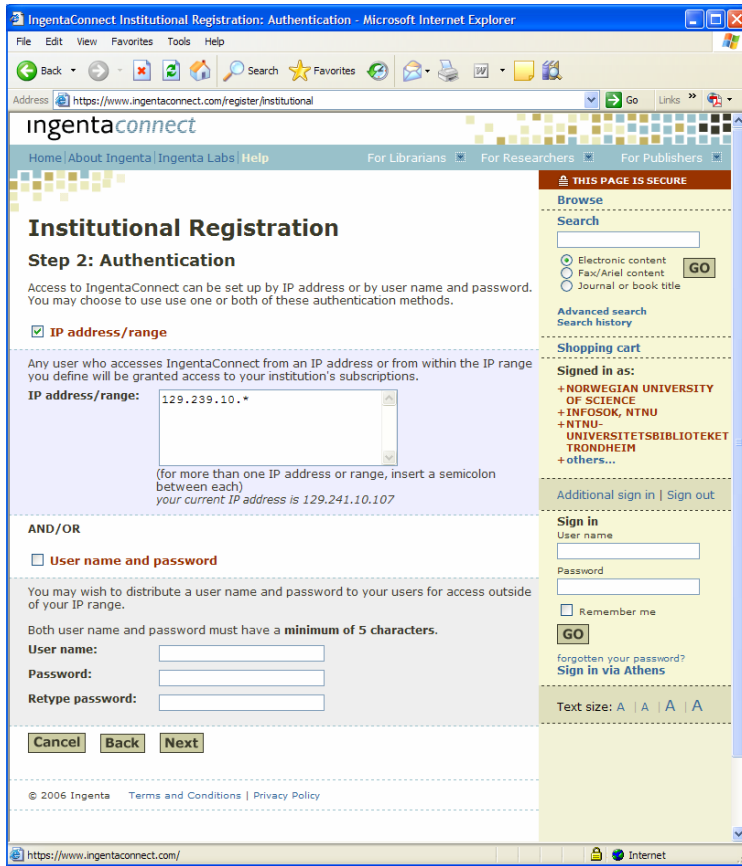 IngentaConnect Institutional Registration: Authentication - Microsoft Internet Explorer
File Edit View Favorites Tools Help
Back Search Favorites
Address https://www.ingentaconnect.com/register/institutional Go Links »
ingentaconnect
Home|About Ingenta|Ingenta Labs|Help For Librarians For Researchers For Publishers
Institutional Registration
Step 2: Authentication
Access to IngentaConnect can be set up by IP address or by user name and password.
You may choose to use use one or both of these authentication methods.
IP address/range
Any user who accesses IngentaConnect from an IP address or from within the IP range
you define will be granted access to your institution's subscriptions.
IP address/range: 129.239.10.*
(for more than one IP address or range, insert a semicolon
between each)
your current IP address is 129.241.10.107
AND/OR
User name and password
You may wish to distribute a user name and password to your users for access outside
of your IP range.
Both user name and password must have a minimum of 5 characters.
User name:
Password:
Retype password:
Cancel Back Next
© 2006 Ingenta Terms and Conditions | Privacy Policy
THIS PAGE IS SECURE
Browse
Search
Electronic content
Fax/Ariel content
Journal or book title
GO
Advanced search
Search history
Shopping cart
Signed in as:
+NORWEGIAN UNIVERSITY
OF SCIENCE
+INFOSOK, NTNU
+NTNU-
UNIVERSITETSBIBLIOTEKET
TRONDHEIM
+others...
Additional sign in | Sign out
Sign in
User name
Password
Remember me
GO
forgotten your password?
Sign in via Athens
Text size: A | A | A | A
https://www.ingentaconnect.com/ Internet